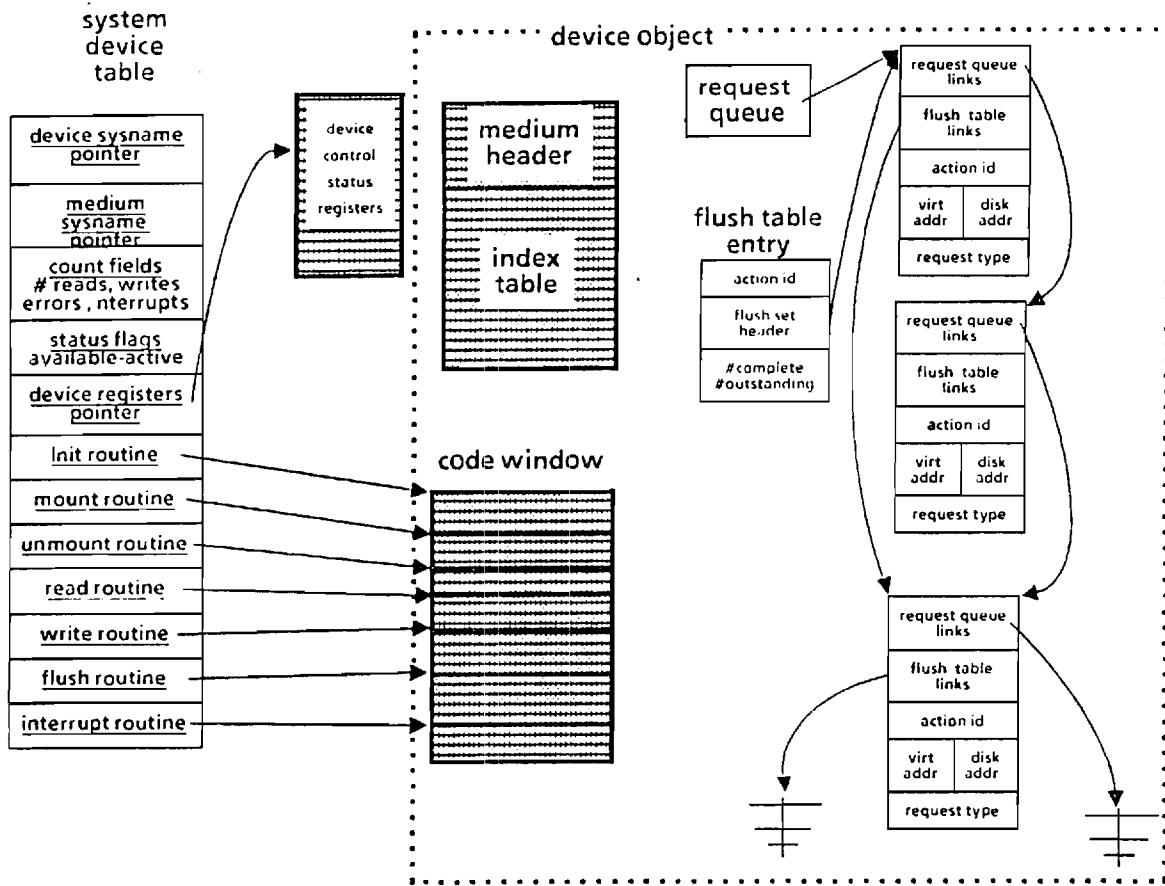 system
device
table
device sysname
pointer
medium
sysname
pointer
count fields
# reads, writes
errors, nterrupts
status flags
available-active
device registers
pointer
Init routine
mount routine
unmount routine
read routine
write routine
flush routine
interrupt routine
device
control
status
registers
device object
medium
header
index
table
code window
request
queue
flush table
entry
action id
flush set
header
#complete
#outstanding
request queue
links
flush table
links
action id
virt
addr
disk
addr
request type
request queue
links
flush table
links
action id
virt
addr
disk
addr
request type
request queue
links
flush table
links
action id
virt
addr
disk
addr
request type